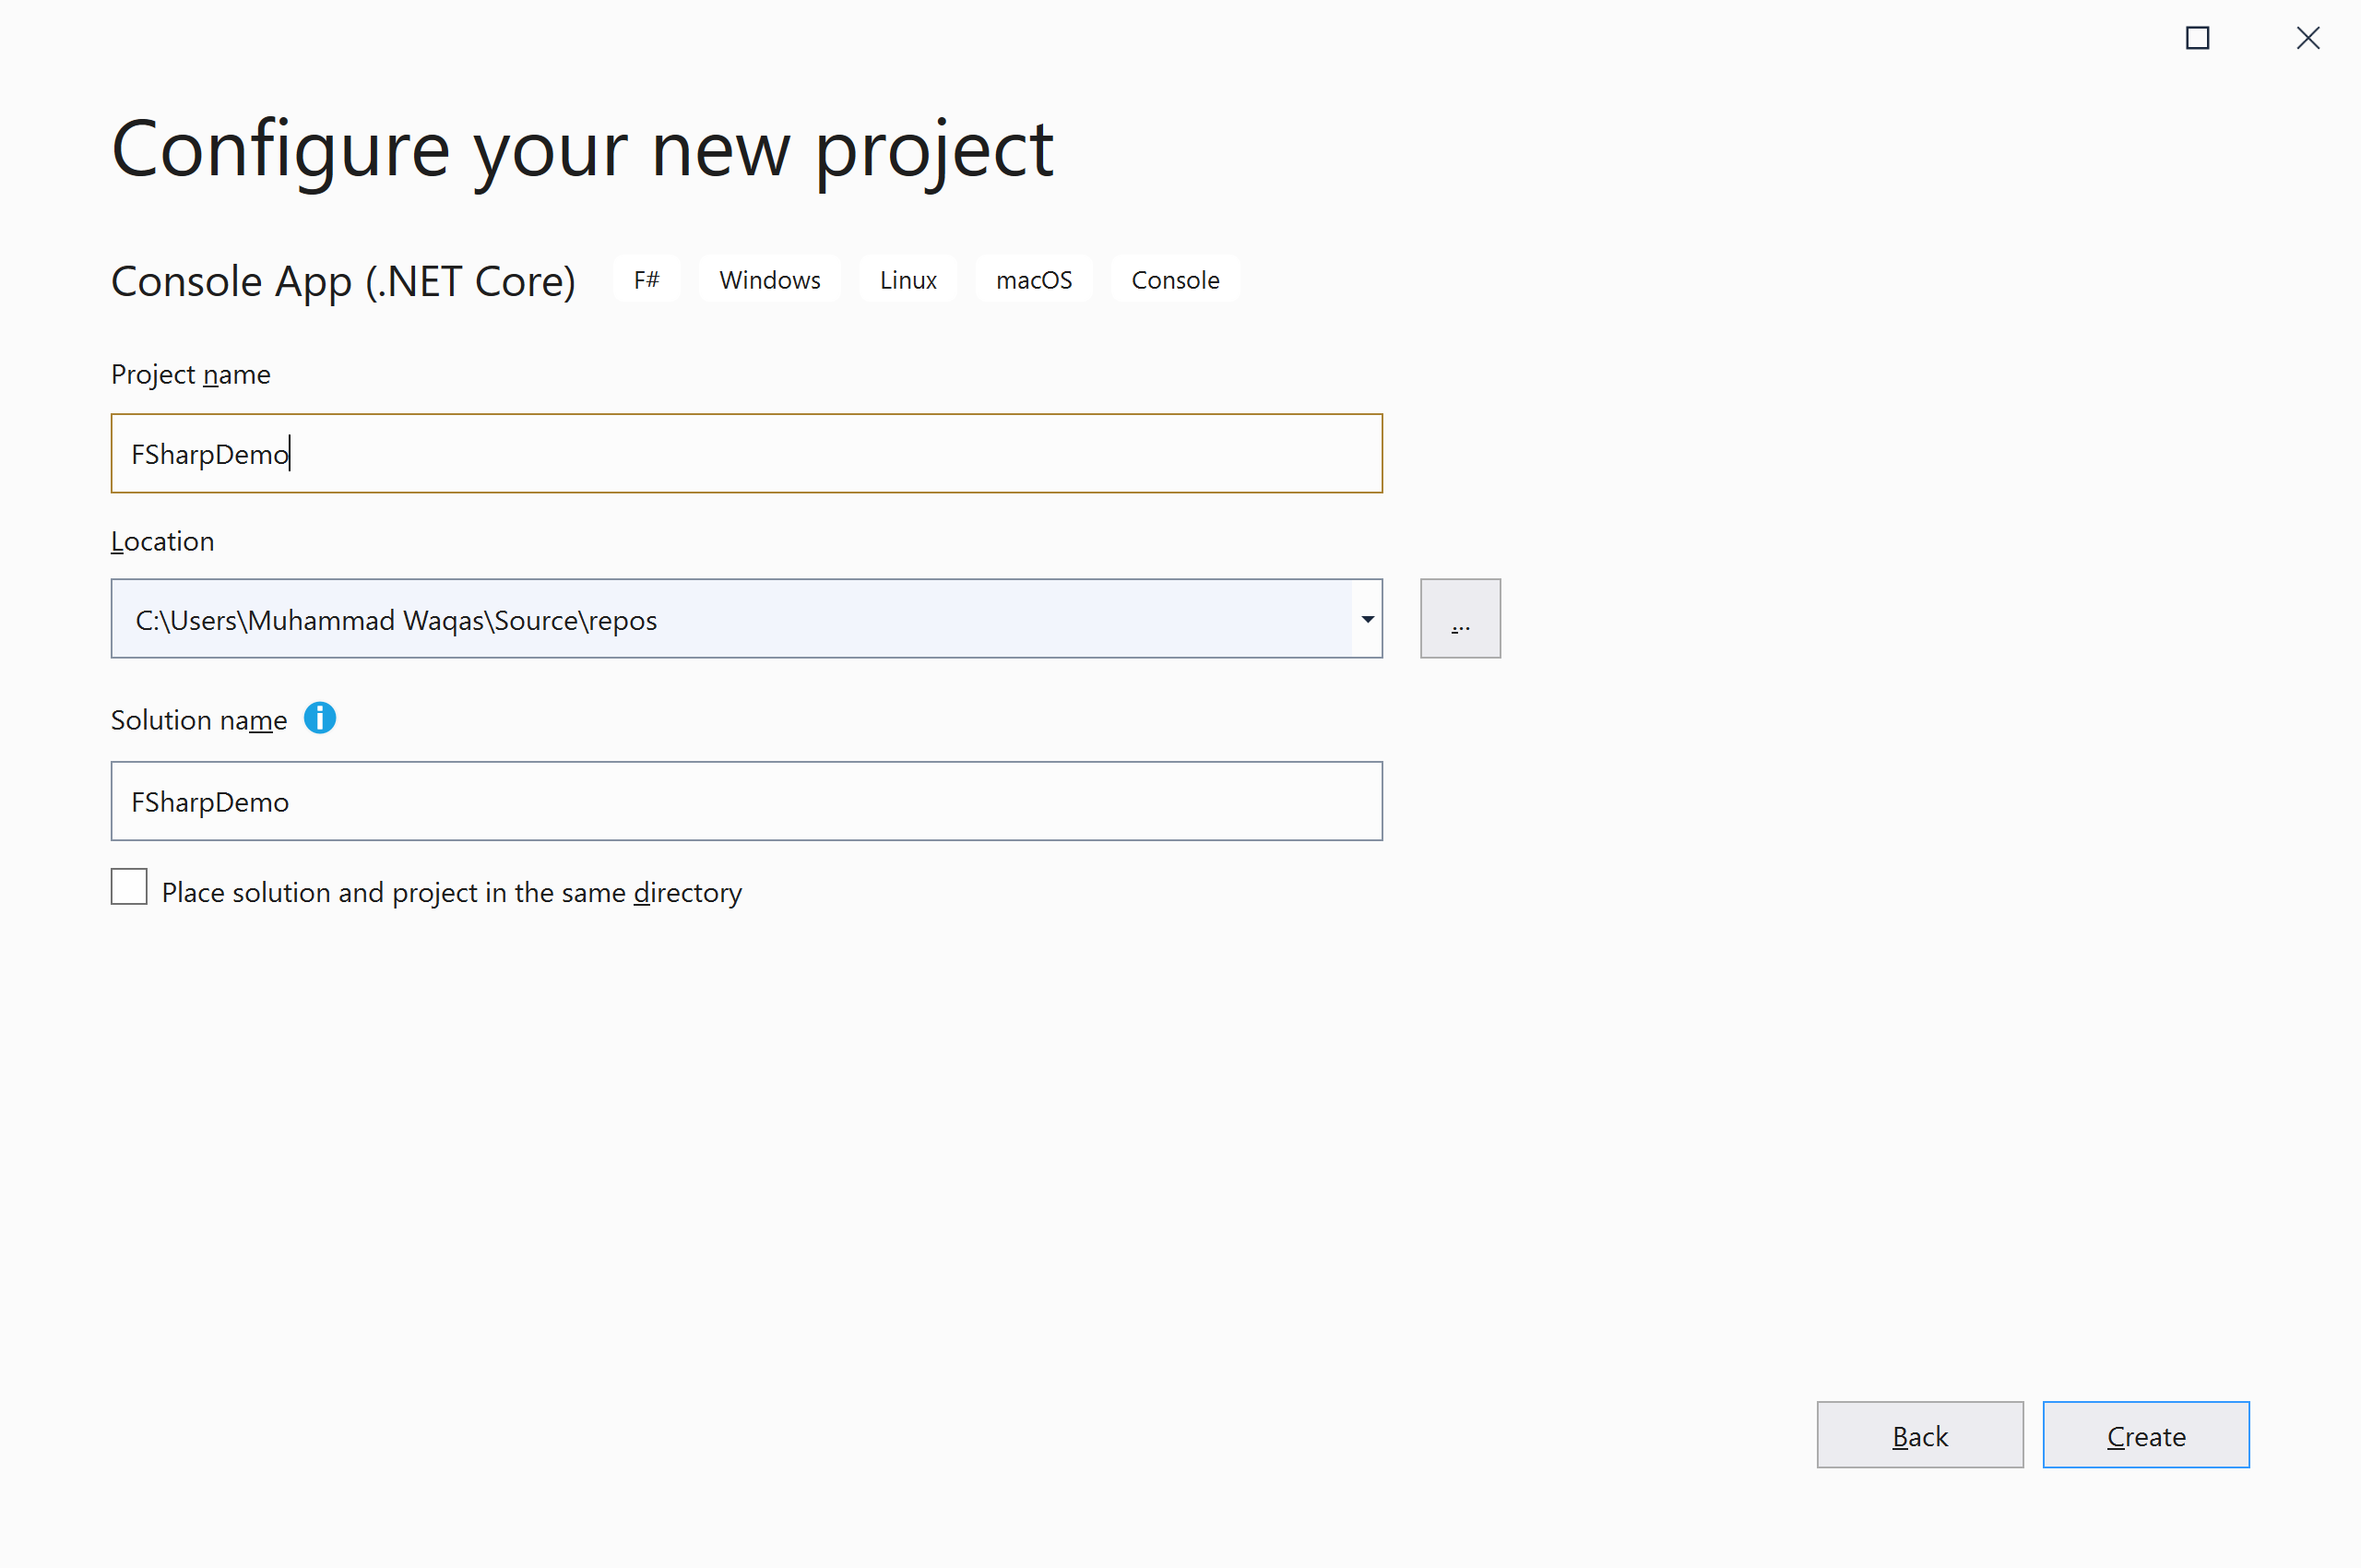 Configure your new project
Console App (.NET Core) F# Windows Linux macOS Console
Project name
FSharpDemo
Location
C:\Users\Muhammad Waqas\Source\repos
...
Solution name
FSharpDemo
Place solution and project in the same directory
Back Create